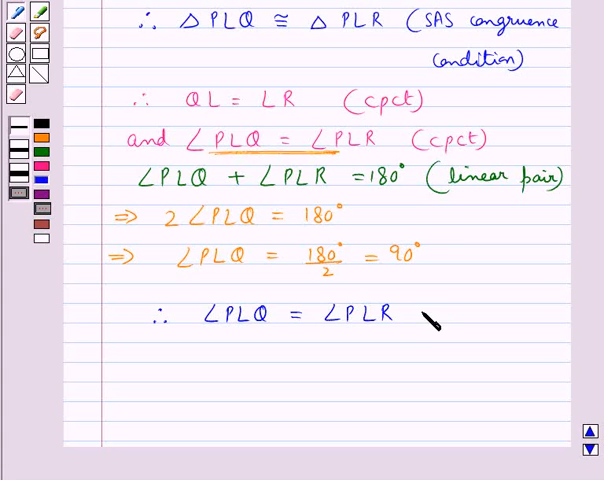 ∴ △ PLQ ≅ △ PLR (SAS congruence
condition)
∴ QL = LR (cpct)
and ∠PLQ = ∠PLR (cpct)
∠PLQ + ∠PLR = 180° (linear pair)
⇒ 2 ∠PLQ = 180°
⇒ ∠PLQ = 180°/2 = 90°
∴ ∠PLQ = ∠PLR